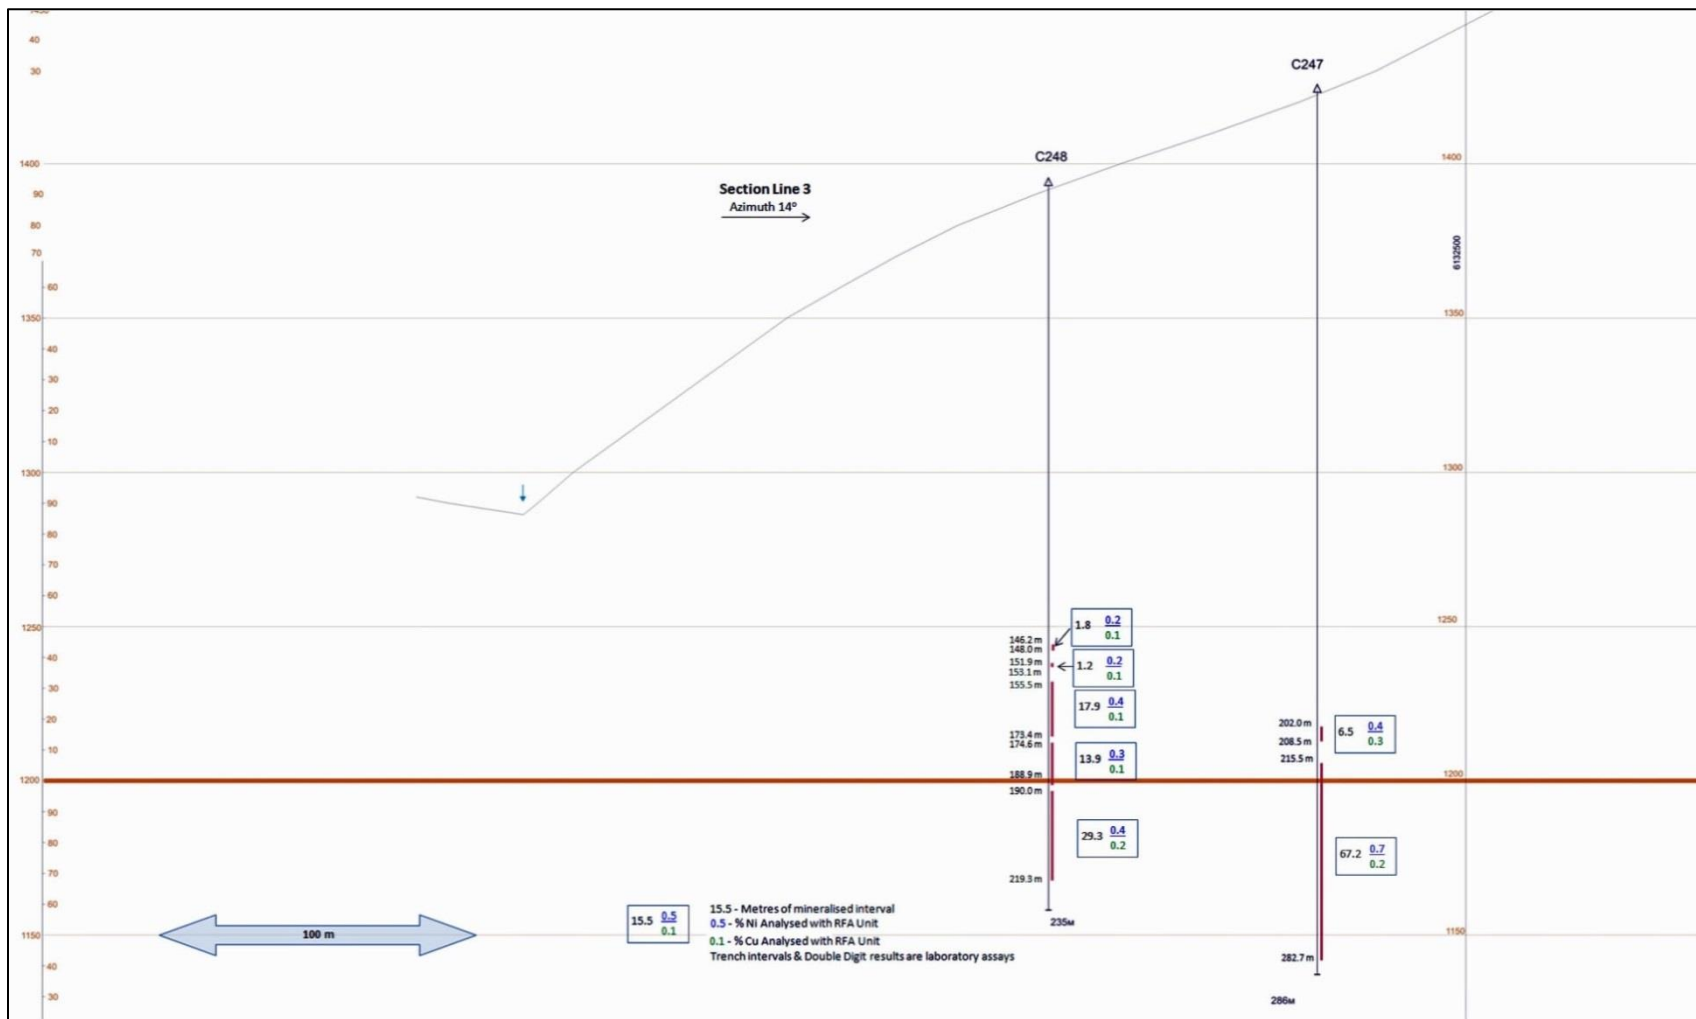 1450
40
30
C247
C248
1400
1400
90
Section Line 3
Azimuth 14°
80
70
6132500
60
1350
1350
40
30
20
10
1300
1300
90
80
70
60
1250
1250
146.2 m
148.0 m
1.8 0.2
0.1
151.9 m
153.1 m
1.2 0.2
0.1
40
155.5 m
30
17.9 0.4
0.1
20
202.0 m
6.5 0.4
0.3
173.4 m
174.6 m
208.5 m
10
13.9 0.3
0.1
215.5 m
188.9 m
1200
1200
190.0 m
90
80
29.3 0.4
0.2
67.2 0.7
0.2
70
219.3 m
60
15.5 0.5
0.1
15.5 - Metres of mineralised interval
0.5 - % Ni Analysed with RFA Unit
0.1 - % Cu Analysed with RFA Unit
Trench intervals & Double Digit results are laboratory assays
235м
1150
100 m
1150
282.7 m
40
30
286м